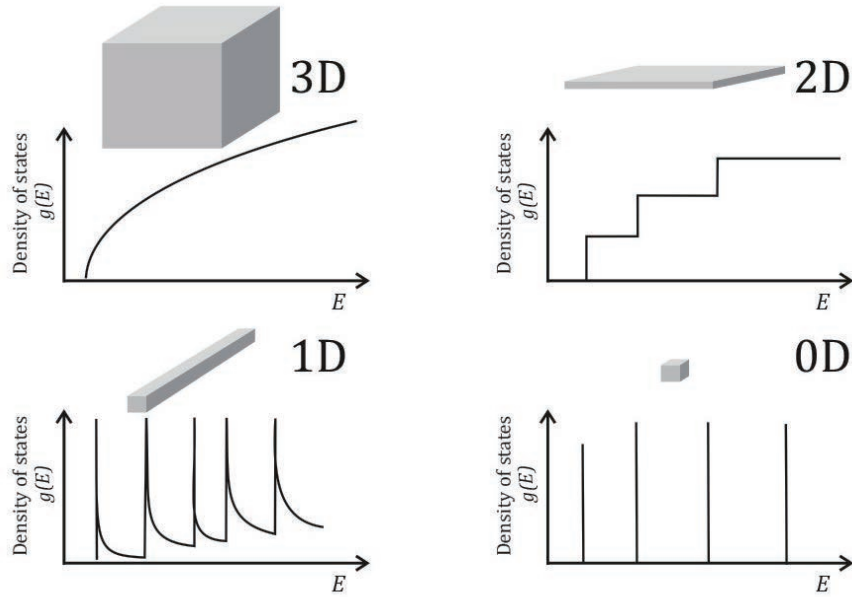 3D
Density of states
g(E)
E
2D
Density of states
g(E)
E
1D
Density of states
g(E)
E
0D
Density of states
g(E)
E